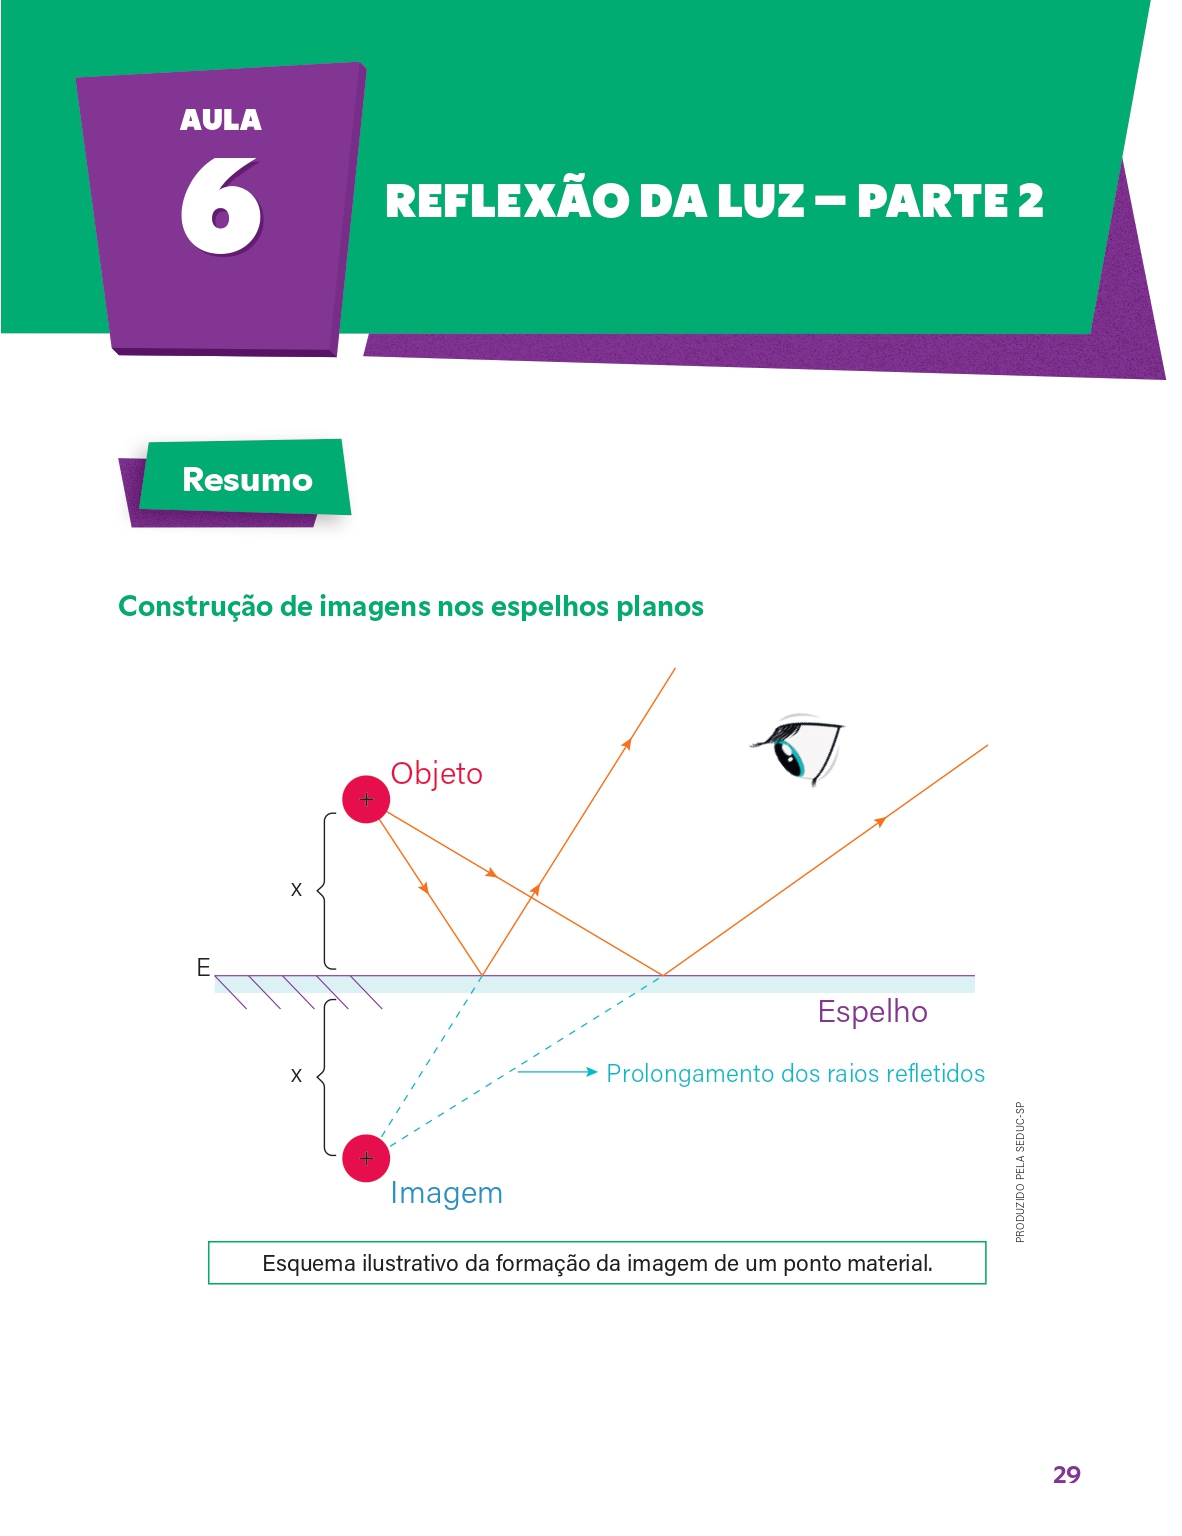 AULA
6
REFLEXÃO DA LUZ – PARTE 2
Resumo
Construção de imagens nos espelhos planos
Objeto
x
E
Espelho
x
Prolongamento dos raios refletidos
Imagem
PRODUZIDO PELA SEDUC-SP
Esquema ilustrativo da formação da imagem de um ponto material.
29